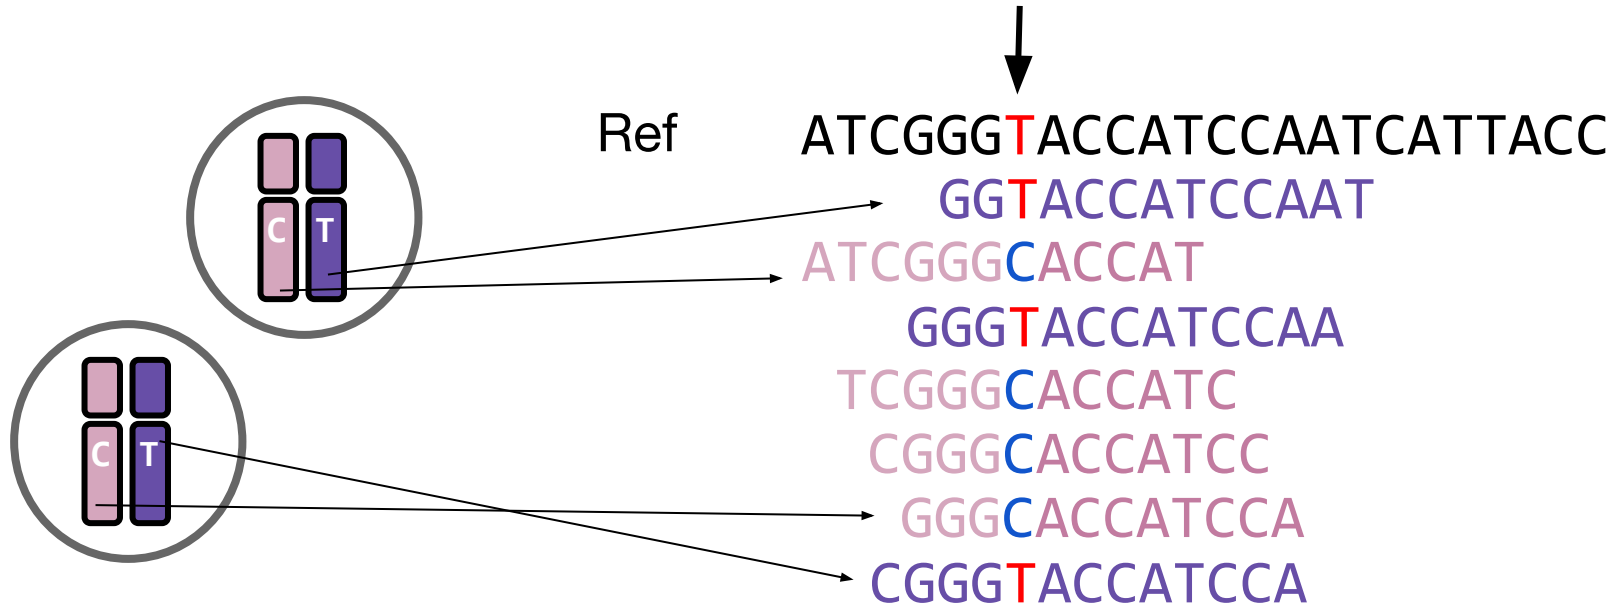 Ref ATCGGGTACCATCCAATCATTACC
GGTACCATCCAAT
ATCGGGCACCAT
C T
GGGTACCATCCAA
TCGGGCACCATC
CGGGCACCATCC
C T
GGGCACCATCCA
CGGGTACCATCCA